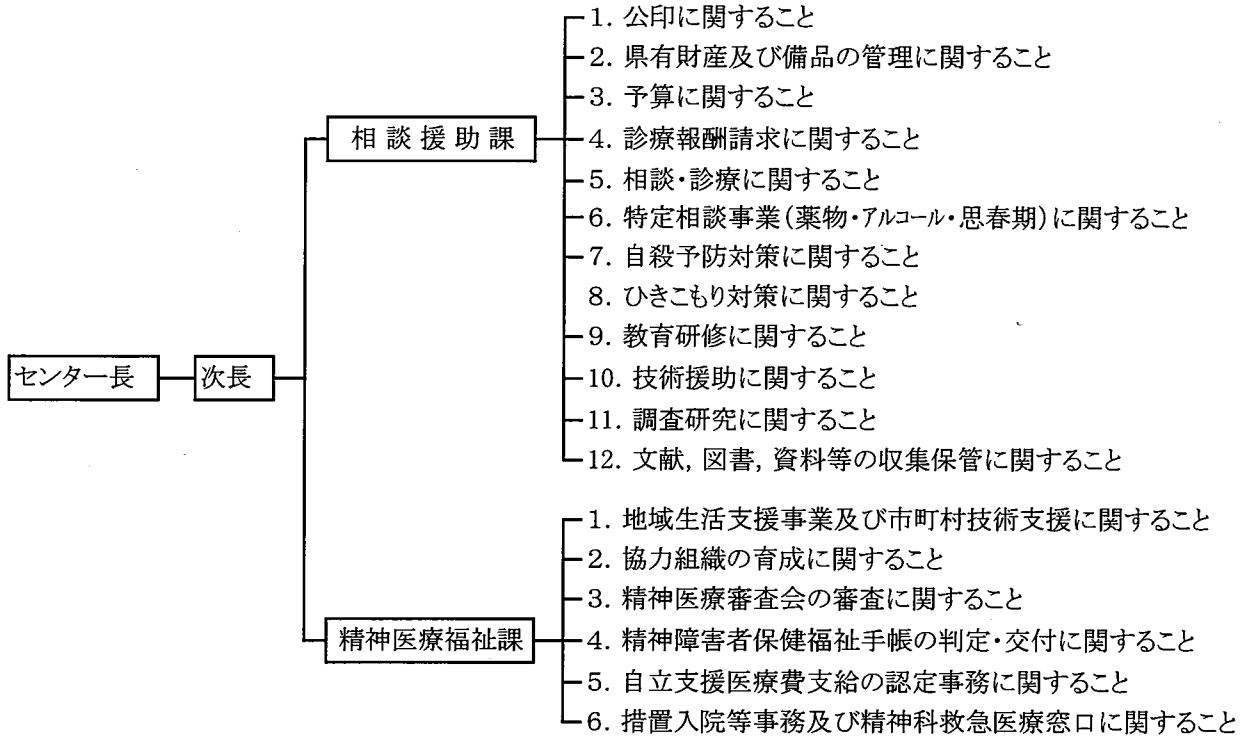 センター長
次長
相談援助課
1. 公印に関すること
2. 県有財産及び備品の管理に関すること
3. 予算に関すること
4. 診療報酬請求に関すること
5. 相談・診療に関すること
6. 特定相談事業(薬物・アルコール・思春期)に関すること
7. 自殺予防対策に関すること
8. ひきこもり対策に関すること
9. 教育研修に関すること
10. 技術援助に関すること
11. 調査研究に関すること
12. 文献, 図書, 資料等の収集保管に関すること
精神医療福祉課
1. 地域生活支援事業及び市町村技術支援に関すること
2. 協力組織の育成に関すること
3. 精神医療審査会の審査に関すること
4. 精神障害者保健福祉手帳の判定・交付に関すること
5. 自立支援医療費支給の認定事務に関すること
6. 措置入院等事務及び精神科救急医療窓口に関すること